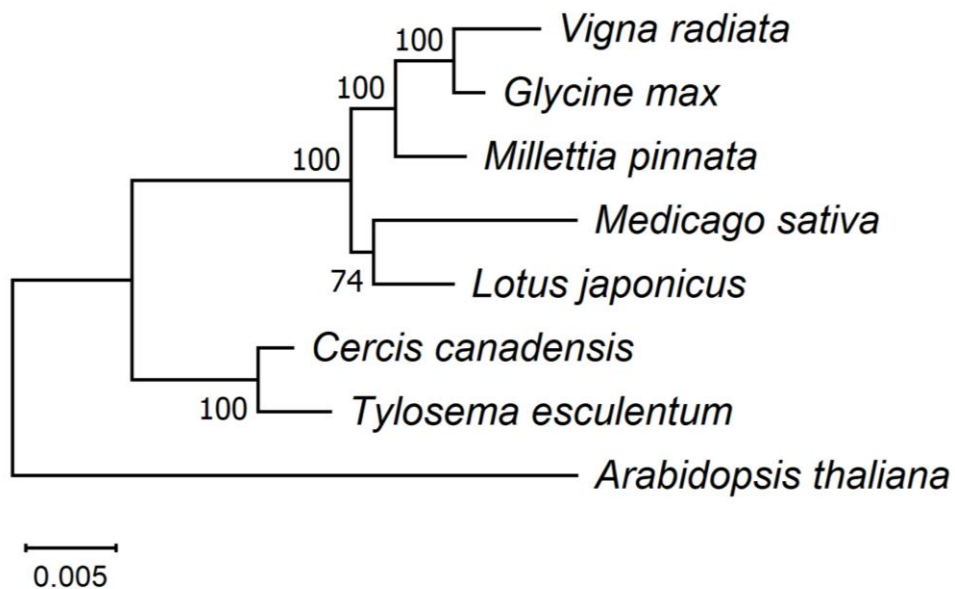 100
Vigna radiata
100
Glycine max
100
Millettia pinnata
Medicago sativa
74
Lotus japonicus
Cercis canadensis
100
Tylosema esculentum
Arabidopsis thaliana
0.005